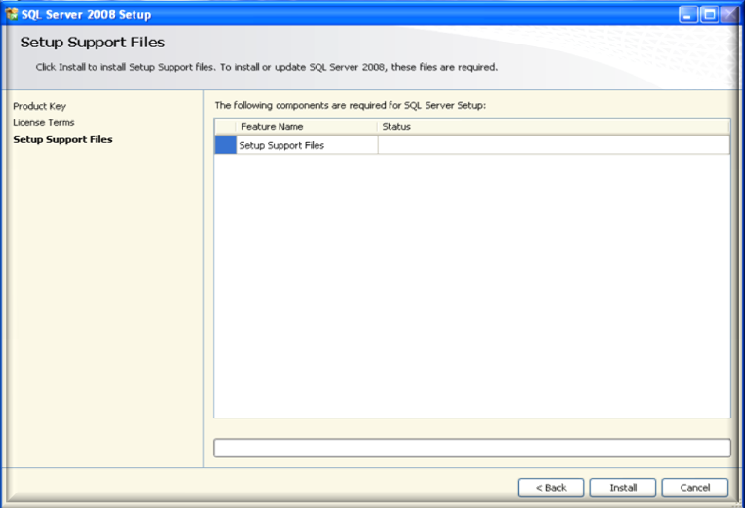 SQL Server 2008 Setup
Setup Support Files
Click Install to install Setup Support files. To install or update SQL Server 2008, these files are required.
Product Key
License Terms
Setup Support Files
The following components are required for SQL Server Setup:
Feature Name Status
Setup Support Files
< Back Install Cancel